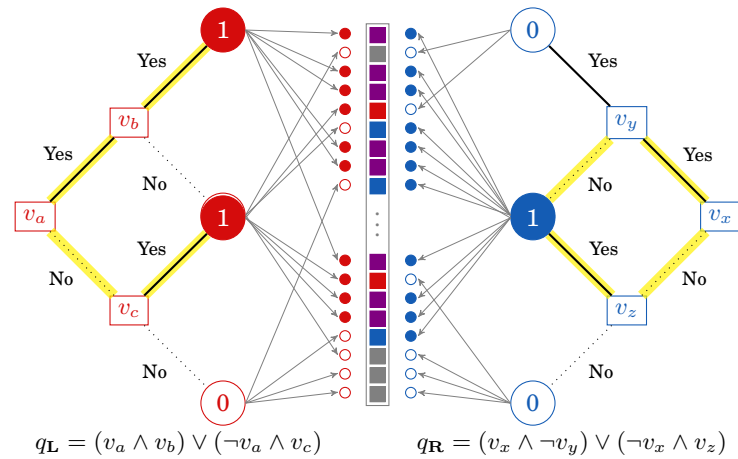 1
0
Yes
Yes
v_b
v_y
Yes
Yes
No
No
v_a
1
1
v_x
Yes
Yes
No
No
v_c
v_z
No
No
0
0
q_L = (v_a ∧ v_b) ∨ (¬v_a ∧ v_c)
q_R = (v_x ∧ ¬v_y) ∨ (¬v_x ∧ v_z)